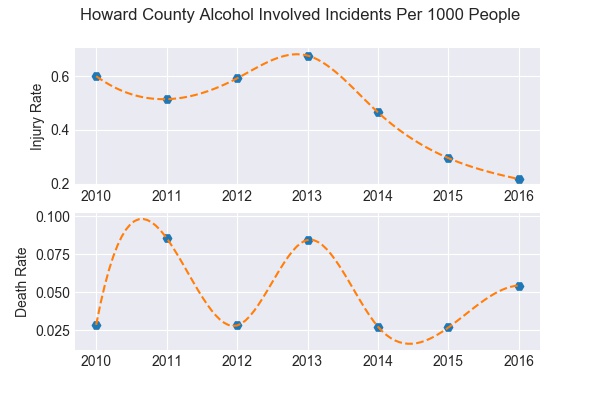 Howard County Alcohol Involved Incidents Per 1000 People
Injury Rate
0.6
0.4
0.2
2010 2011 2012 2013 2014 2015 2016
Death Rate
0.100
0.075
0.050
0.025
2010 2011 2012 2013 2014 2015 2016